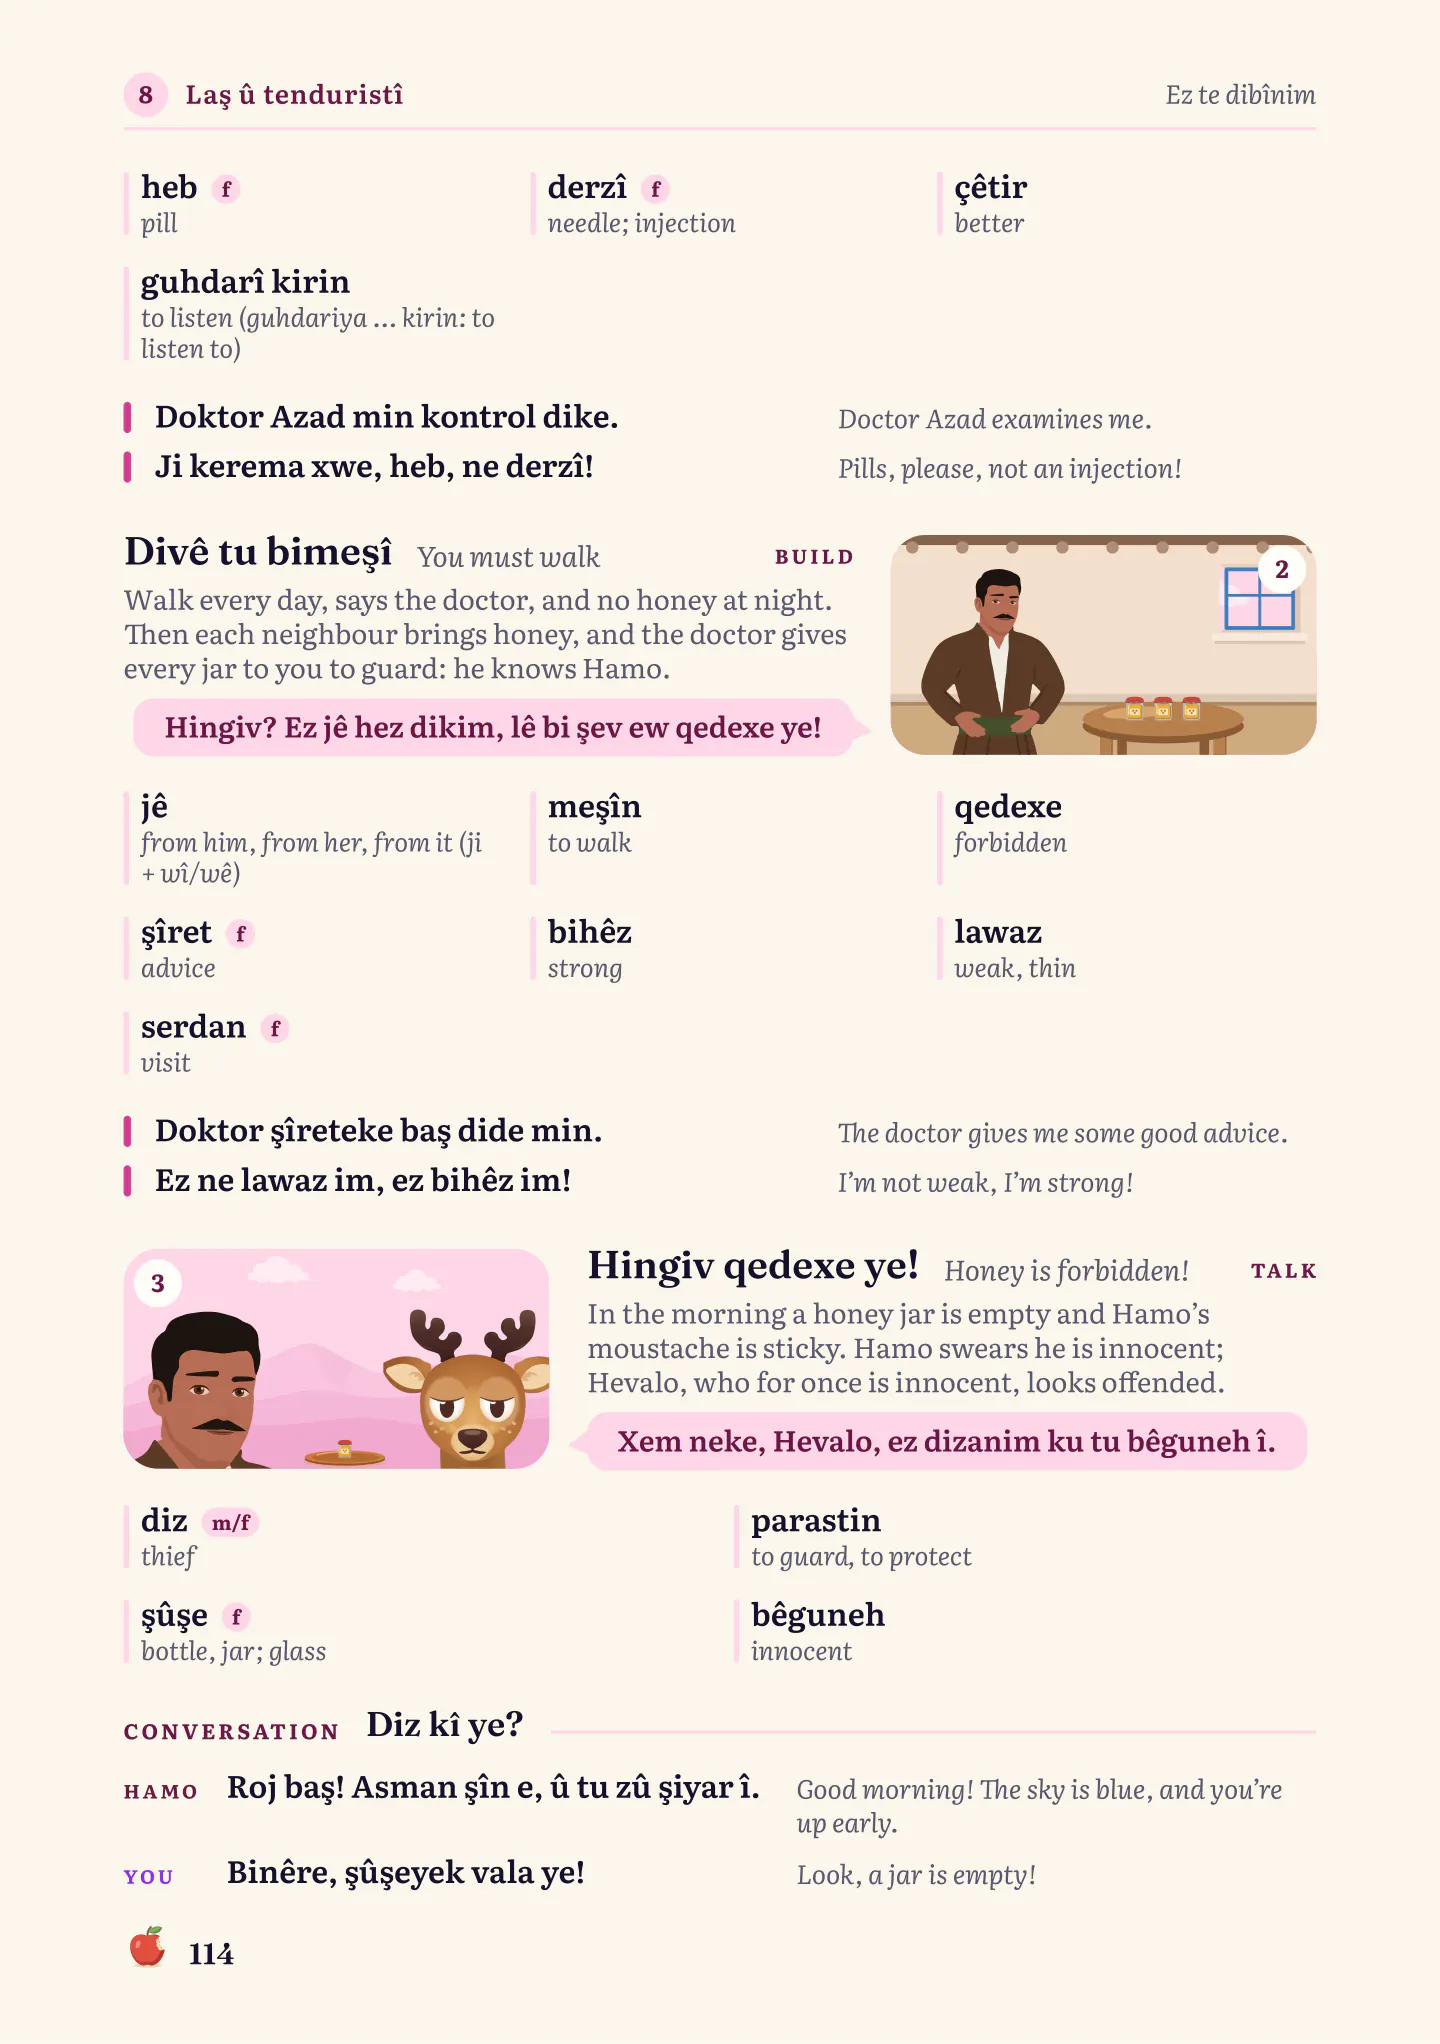 8 Laş û tenduristî Ez te dibînim
heb f
pill
derzî f
needle; injection
çêtir
better
guhdarî kirin
to listen (guhdariya … kirin: to
listen to)
Doktor Azad min kontrol dike. Doctor Azad examines me.
Ji kerema xwe, heb, ne derzî! Pills, please, not an injection!
Divê tu bimeşî You must walk BUILD
Walk every day, says the doctor, and no honey at night.
Then each neighbour brings honey, and the doctor gives
every jar to you to guard: he knows Hamo.
Hingiv? Ez jê hez dikim, lê bi şev ew qedexe ye!
2
jê
from him, from her, from it (ji
+ wî/wê)
meşîn
to walk
qedexe
forbidden
şîret f
advice
bihêz
strong
lawaz
weak, thin
serdan f
visit
Doktor şîreteke baş dide min. The doctor gives me some good advice.
Ez ne lawaz im, ez bihêz im! I'm not weak, I'm strong!
3
Hingiv qedexe ye! Honey is forbidden! TALK
In the morning a honey jar is empty and Hamo's
moustache is sticky. Hamo swears he is innocent;
Hevalo, who for once is innocent, looks offended.
Xem neke, Hevalo, ez dizanim ku tu bêguneh î.
diz m/f
thief
parastin
to guard, to protect
şûşe f
bottle, jar; glass
bêguneh
innocent
CONVERSATION Diz kî ye?
HAMO Roj baş! Asman şîn e, û tu zû şiyar î. Good morning! The sky is blue, and you're
up early.
YOU Binêre, şûşeyek vala ye! Look, a jar is empty!
114